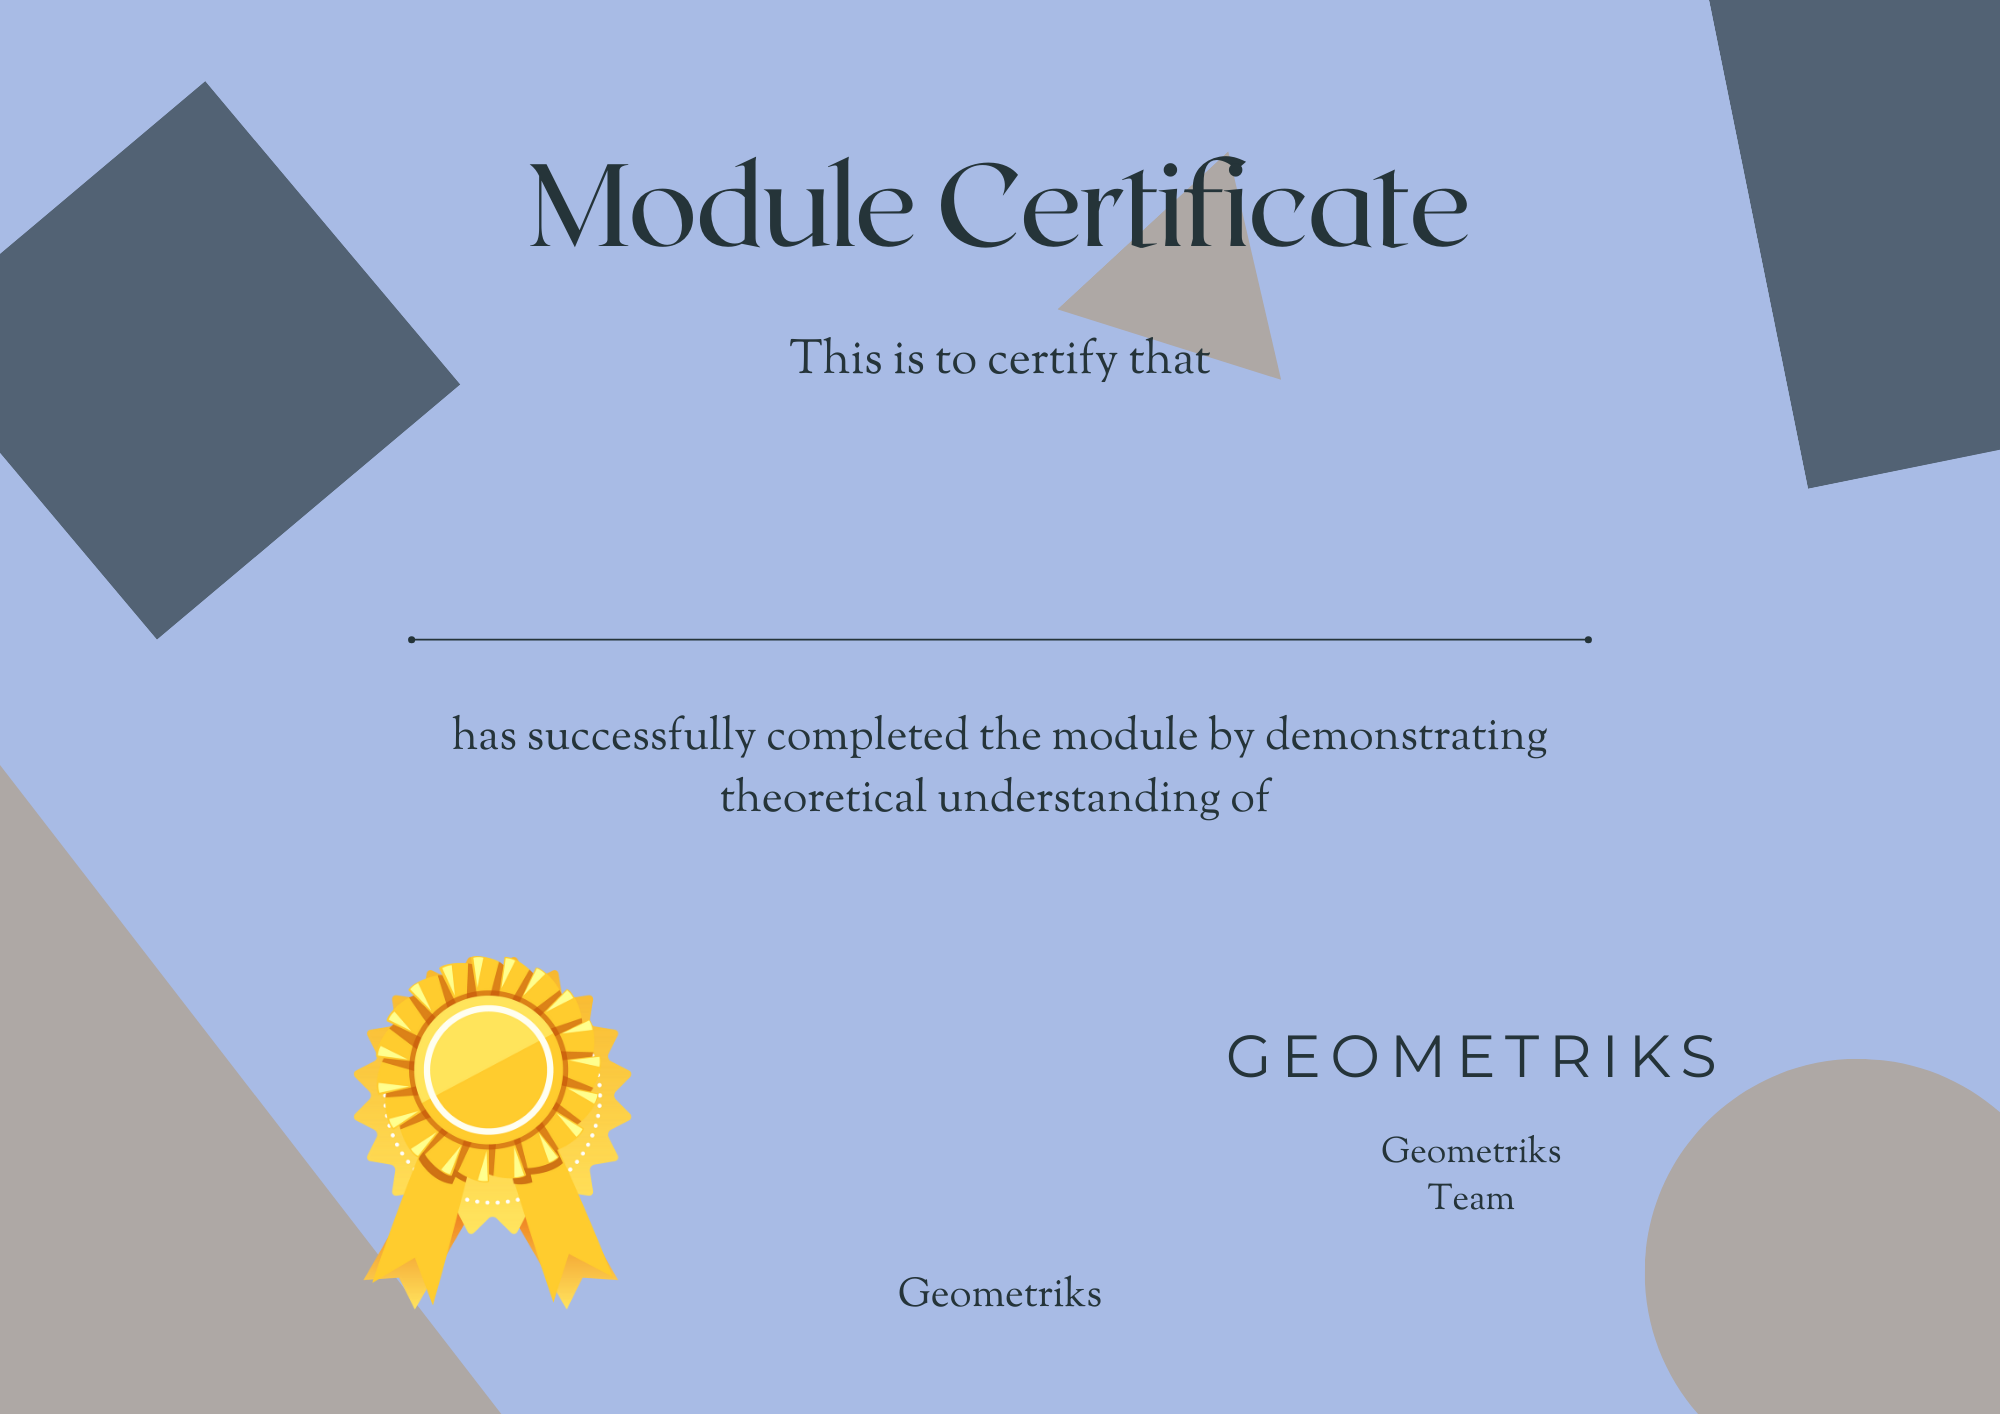 Module Certificate
This is to certify that
has successfully completed the module by demonstrating
theoretical understanding of
GEOMETRIKS
Geometriks
Team
Geometriks